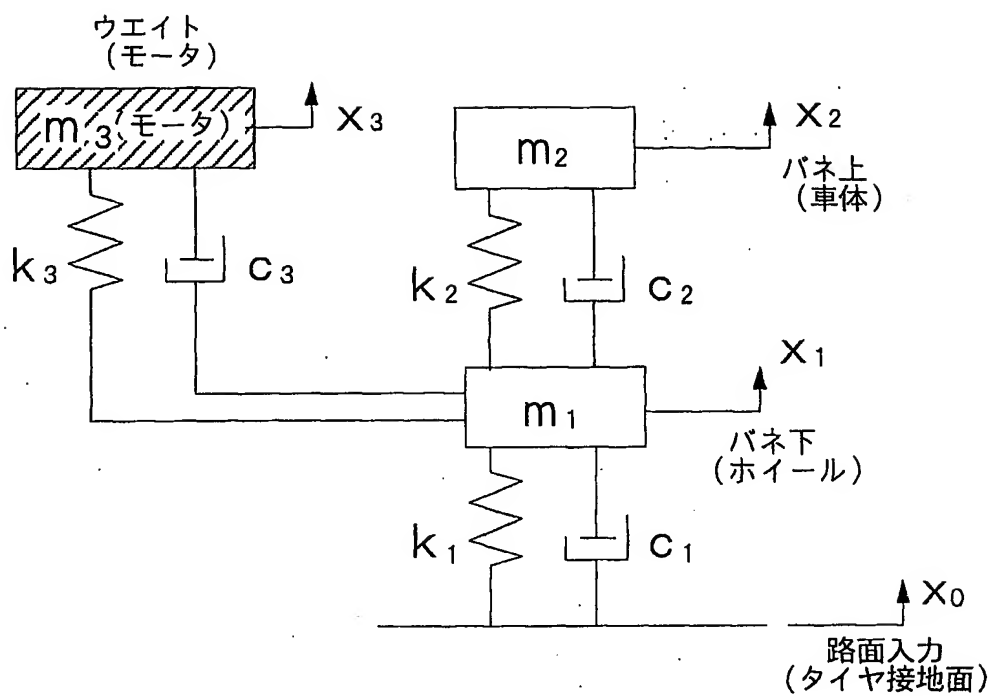 ウエイト
(モータ)
m₃(モータ)
x₃
m₂
x₂
バネ上
(車体)
k₃
c₃
k₂
c₂
x₁
m₁
バネ下
(ホイール)
k₁
c₁
x₀
路面入力
(タイヤ接地面)